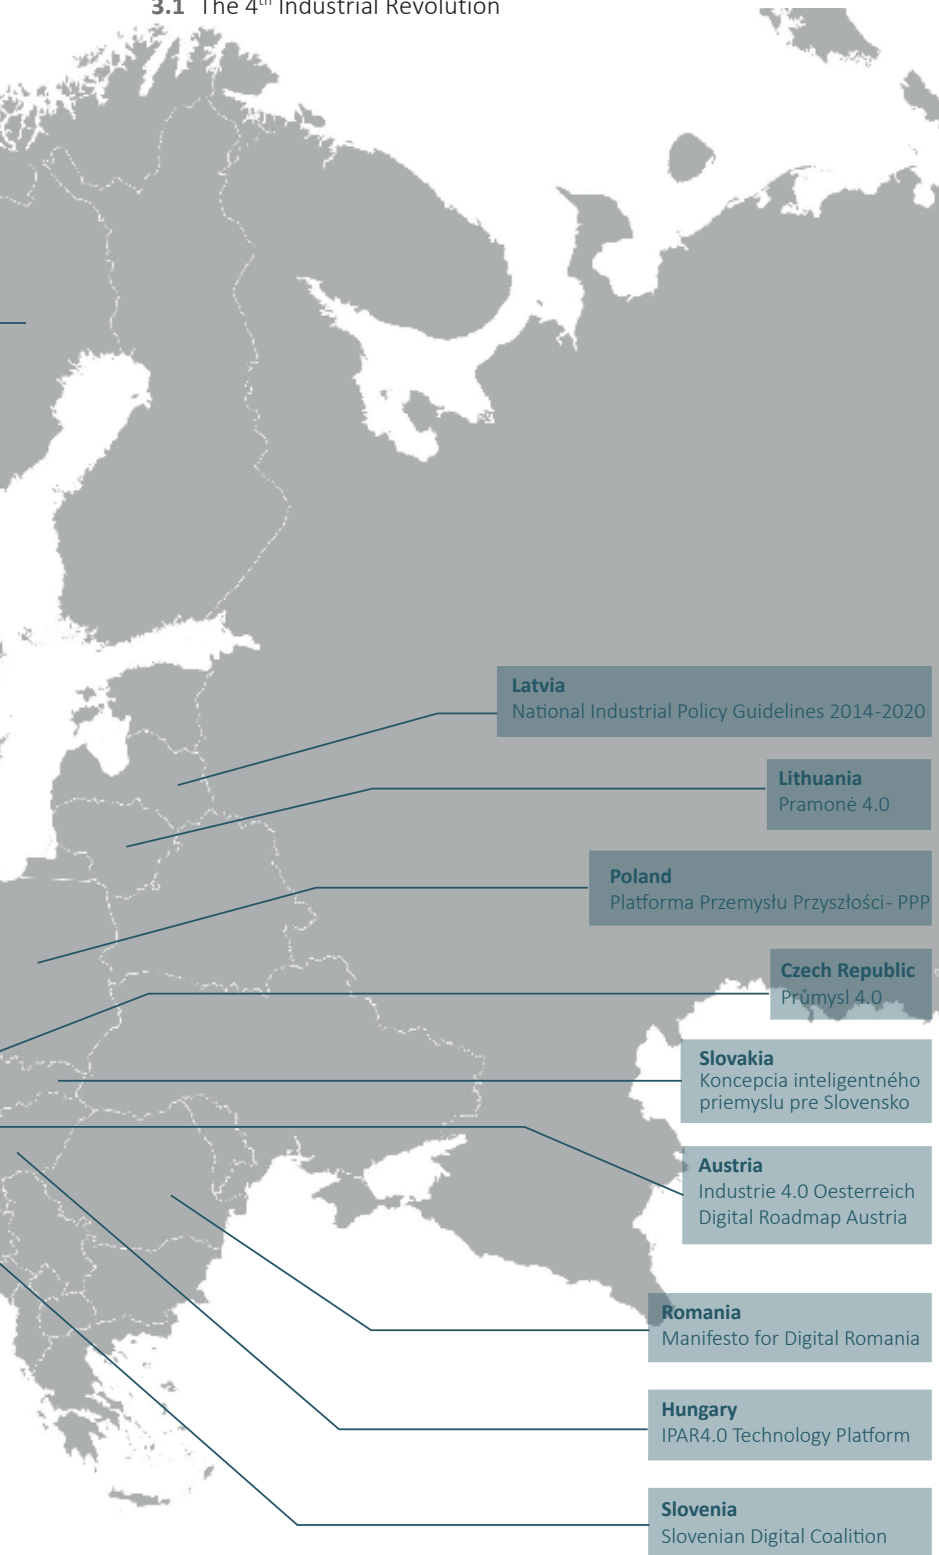 3.1 The 4th Industrial Revolution
Latvia
National Industrial Policy Guidelines 2014-2020
Lithuania
Pramonė 4.0
Poland
Platforma Przemysłu Przyszłości- PPP
Czech Republic
Průmysl 4.0
Slovakia
Koncepcia inteligentného
priemyslu pre Slovensko
Austria
Industrie 4.0 Oesterreich
Digital Roadmap Austria
Romania
Manifesto for Digital Romania
Hungary
IPAR4.0 Technology Platform
Slovenia
Slovenian Digital Coalition